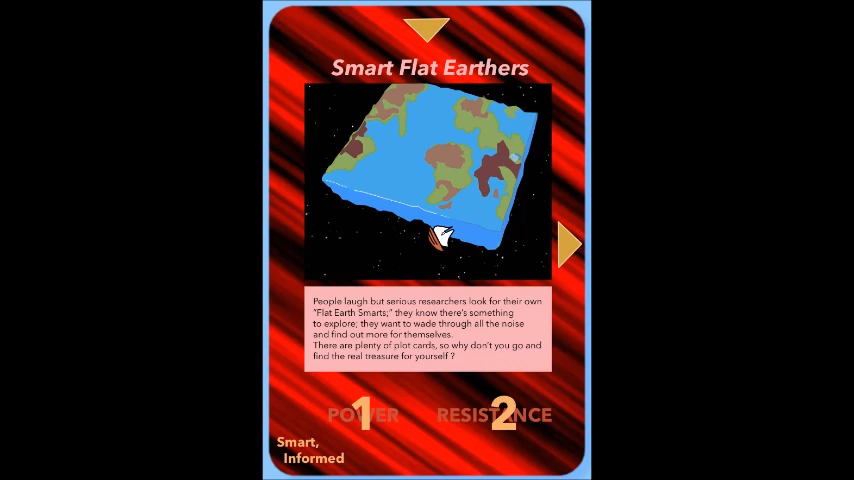 Smart Flat Earthers
People laugh but serious researchers look for their own
“Flat Earth Smarts;” they know there’s something
to explore; they want to wade through all the noise
and find out more for themselves.
There are plenty of plot cards, so why don’t you go and
find the real treasure for yourself ?
POWER 1
RESISTANCE 2
Smart,
Informed